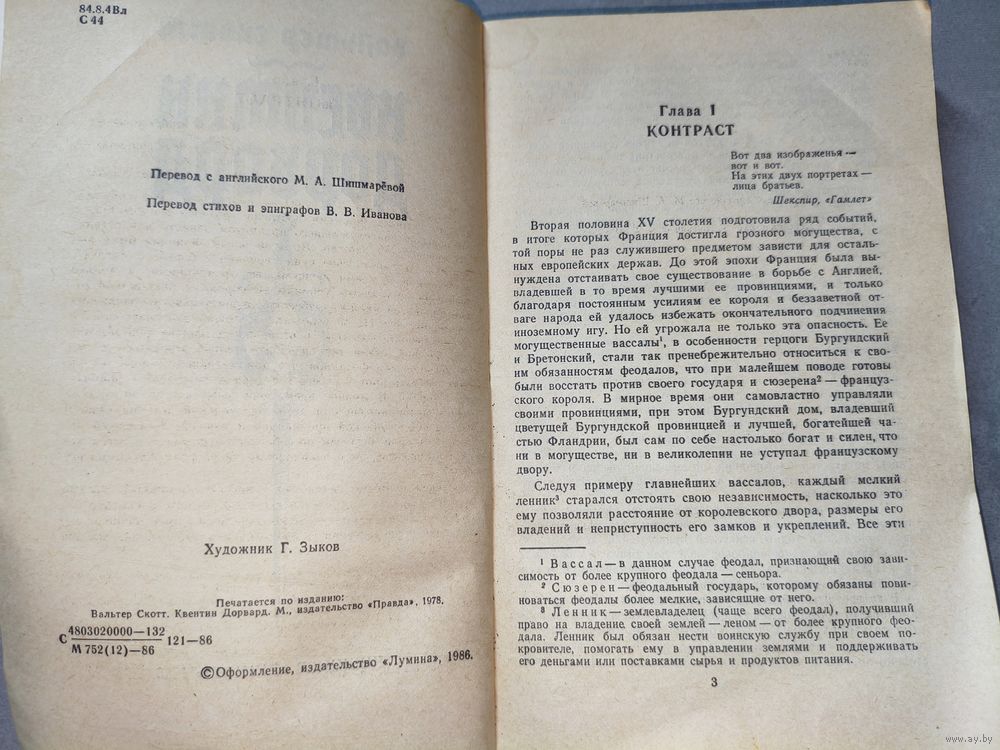 84.8.4Вл
С 44
Перевод с английского М. А. Шишмарёвой
Перевод стихов и эпиграфов В. В. Иванова
Художник Г. Зыков
Печатается по изданию:
Вальтер Скотт. Квентин Дорвард. М., издательство «Правда», 1978.
С 4803020000—132 121—86
М 752(12)—86
©Оформление, издательство «Лумина», 1986.
Глава 1
КОНТРАСТ
Вот два изображенья —
вот и вот.
На этих двух портретах —
лица братьев.
Шекспир, «Гамлет»
Вторая половина XV столетия подготовила ряд событий,
в итоге которых Франция достигла грозного могущества, с
той поры не раз служившего предметом зависти для осталь-
ных европейских держав. До этой эпохи Франция была вы-
нуждена отстаивать свое существование в борьбе с Англией,
владевшей в то время лучшими ее провинциями, и только
благодаря постоянным усилиям ее короля и беззаветной от-
ваге народа ей удалось избежать окончательного подчинения
иноземному игу. Но ей угрожала не только эта опасность. Ее
могущественные вассалы¹, в особенности герцоги Бургундский
и Бретонский, стали так пренебрежительно относиться к сво-
им обязанностям феодалов, что при малейшем поводе готовы
были восстать против своего государя и сюзерена² — француз-
ского короля. В мирное время они самовластно управляли
своими провинциями, при этом Бургундский дом, владевший
цветущей Бургундской провинцией и лучшей, богатейшей ча-
стью Фландрии, был сам по себе настолько богат и силен, что
ни в могуществе, ни в великолепии не уступал французскому
двору.
Следуя примеру главнейших вассалов, каждый мелкий
ленник³ старался отстоять свою независимость, насколько это
ему позволяли расстояние от королевского двора, размеры его
владений и неприступность его замков и укреплений. Все эти
¹ Вассал — в данном случае феодал, признающий свою зави-
симость от более крупного феодала — сеньора.
² Сюзерен — феодальный государь, которому обязаны пови-
новаться феодалы более мелкие, зависящие от него.
³ Ленник — землевладелец (чаще всего феодал), получивший
право на владение своей землей — леном — от более крупного фео-
дала. Ленник был обязан нести воинскую службу при своем по-
кровителе, помогать ему в управлении землями и поддерживать
его деньгами или поставками сырья и продуктов питания.
3
www.ay.by